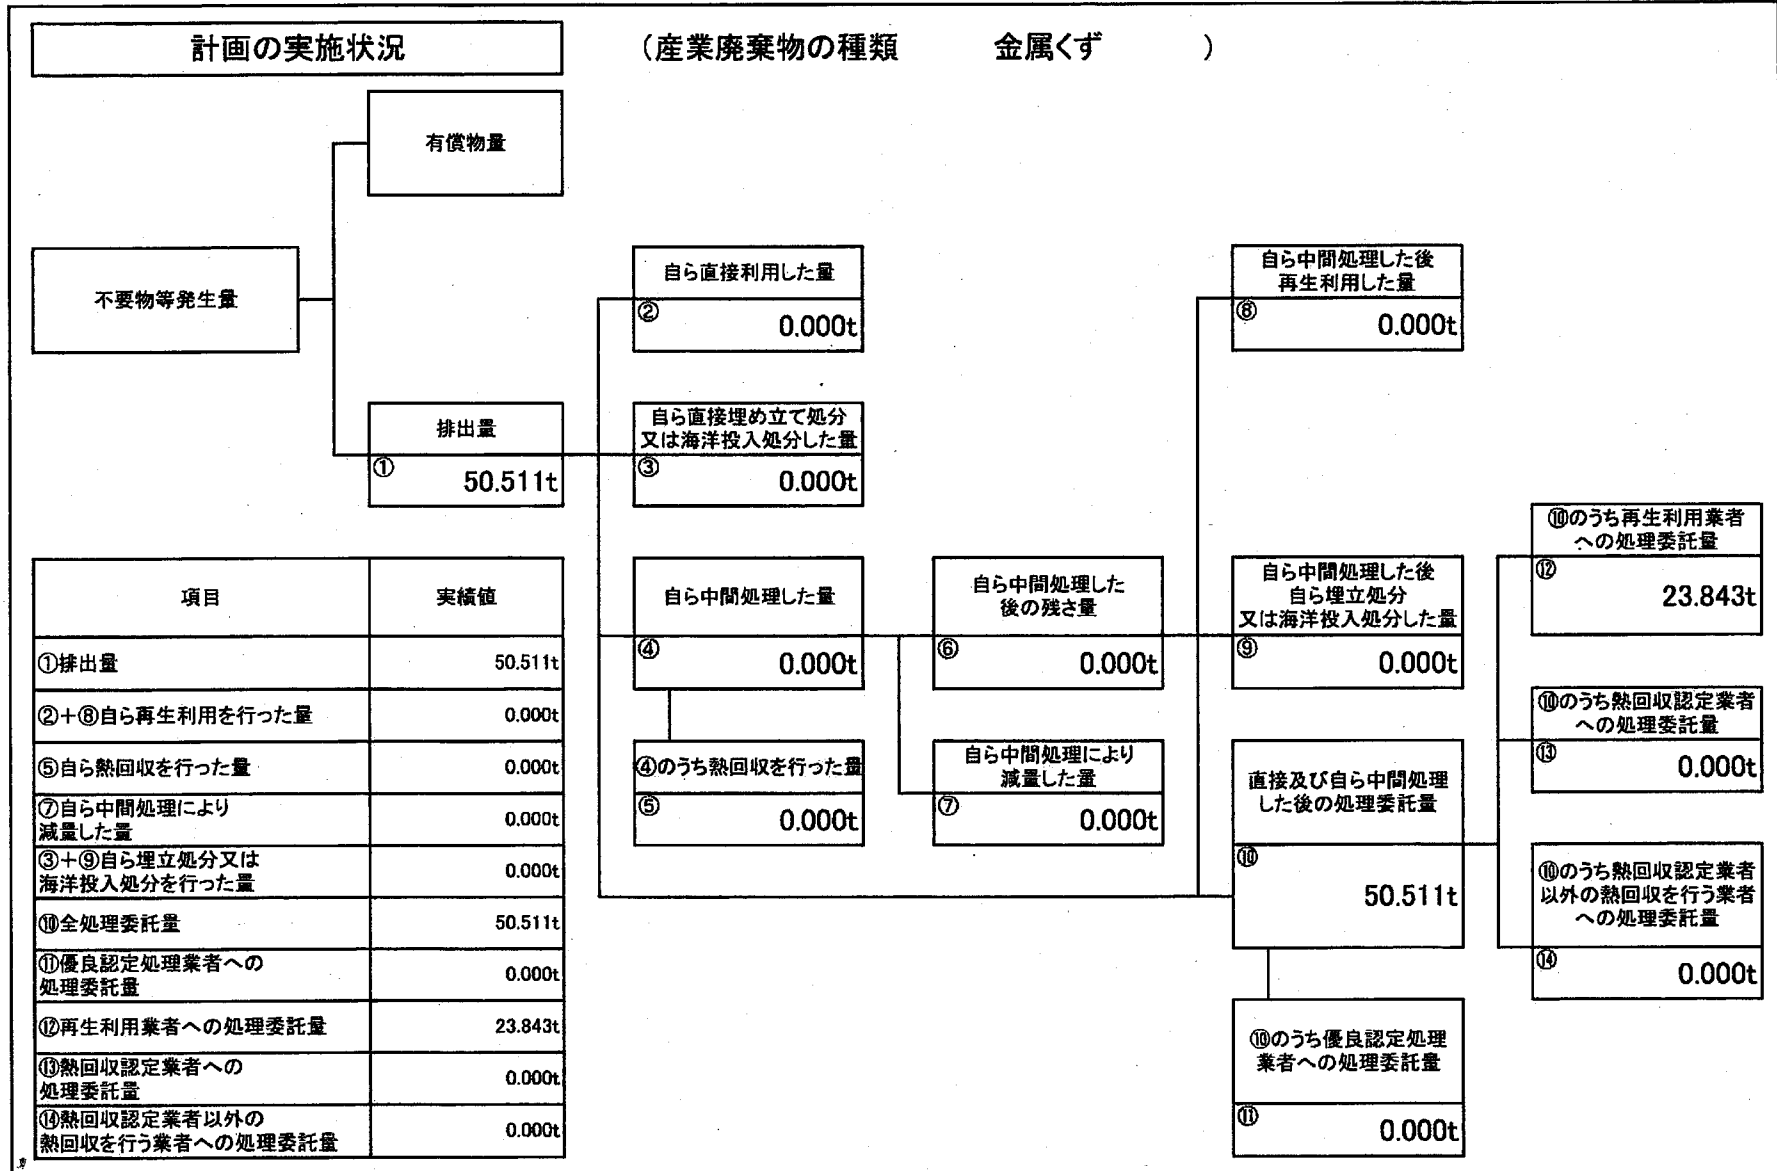 計画の実施状況
（産業廃棄物の種類　金属くず　）
有償物量
不要物等発生量
排出量
①
50.511t
自ら直接利用した量
②
0.000t
自ら直接埋め立て処分
又は海洋投入処分した量
③
0.000t
自ら中間処理した量
④
0.000t
④のうち熱回収を行った量
⑤
0.000t
自ら中間処理した
後の残さ量
⑥
0.000t
自ら中間処理により
減量した量
⑦
0.000t
自ら中間処理した後
再生利用した量
⑧
0.000t
自ら中間処理した後
自ら埋立処分
又は海洋投入処分した量
⑨
0.000t
直接及び自ら中間処理
した後の処理委託量
⑩
50.511t
⑩のうち優良認定処理
業者への処理委託量
⑪
0.000t
⑩のうち再生利用業者
への処理委託量
⑫
23.843t
⑩のうち熱回収認定業者
への処理委託量
⑬
0.000t
⑩のうち熱回収認定業者
以外の熱回収を行う業者
への処理委託量
⑭
0.000t
項目 実績値
①排出量 50.511t
②＋⑧自ら再生利用を行った量 0.000t
⑤自ら熱回収を行った量 0.000t
⑦自ら中間処理により
減量した量 0.000t
③＋⑨自ら埋立処分又は
海洋投入処分を行った量 0.000t
⑩全処理委託量 50.511t
⑪優良認定処理業者への
処理委託量 0.000t
⑫再生利用業者への処理委託量 23.843t
⑬熱回収認定業者への
処理委託量 0.000t
⑭熱回収認定業者以外の
熱回収を行う業者への処理委託量 0.000t